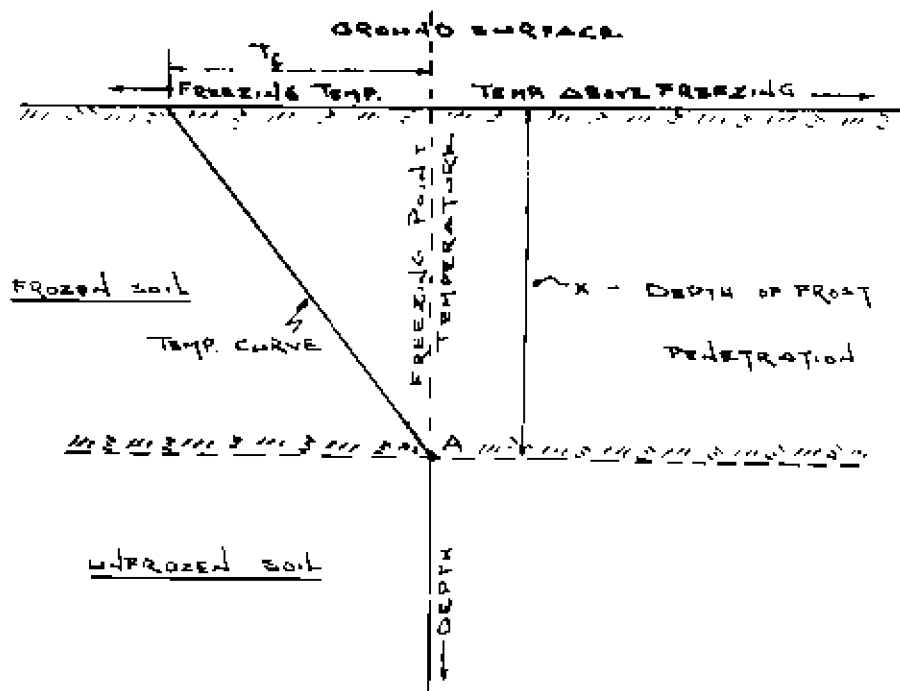 GROUND SURFACE
FREEZING TEMP.
TEMP. ABOVE FREEZING
FREEZING POINT
TEMPERATURE
FROZEN SOIL
TEMP. CURVE
X - DEPTH OF FROST
PENETRATION
A
UNFROZEN SOIL
DEPTH